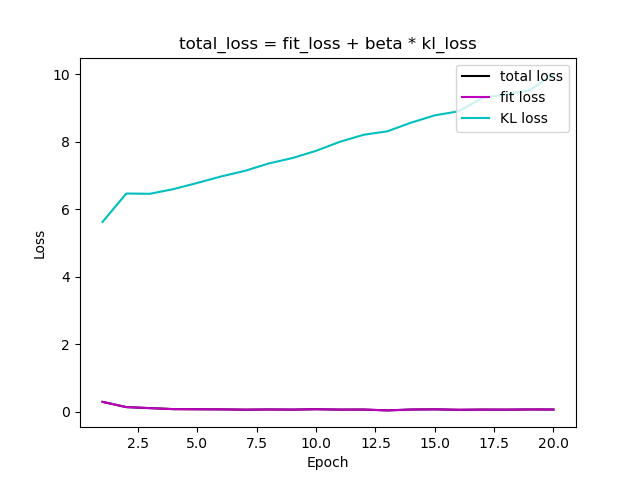 total_loss = fit_loss + beta * kl_loss
10
8
6
4
2
0
Loss
total loss
fit loss
KL loss
2.5 5.0 7.5 10.0 12.5 15.0 17.5 20.0
Epoch